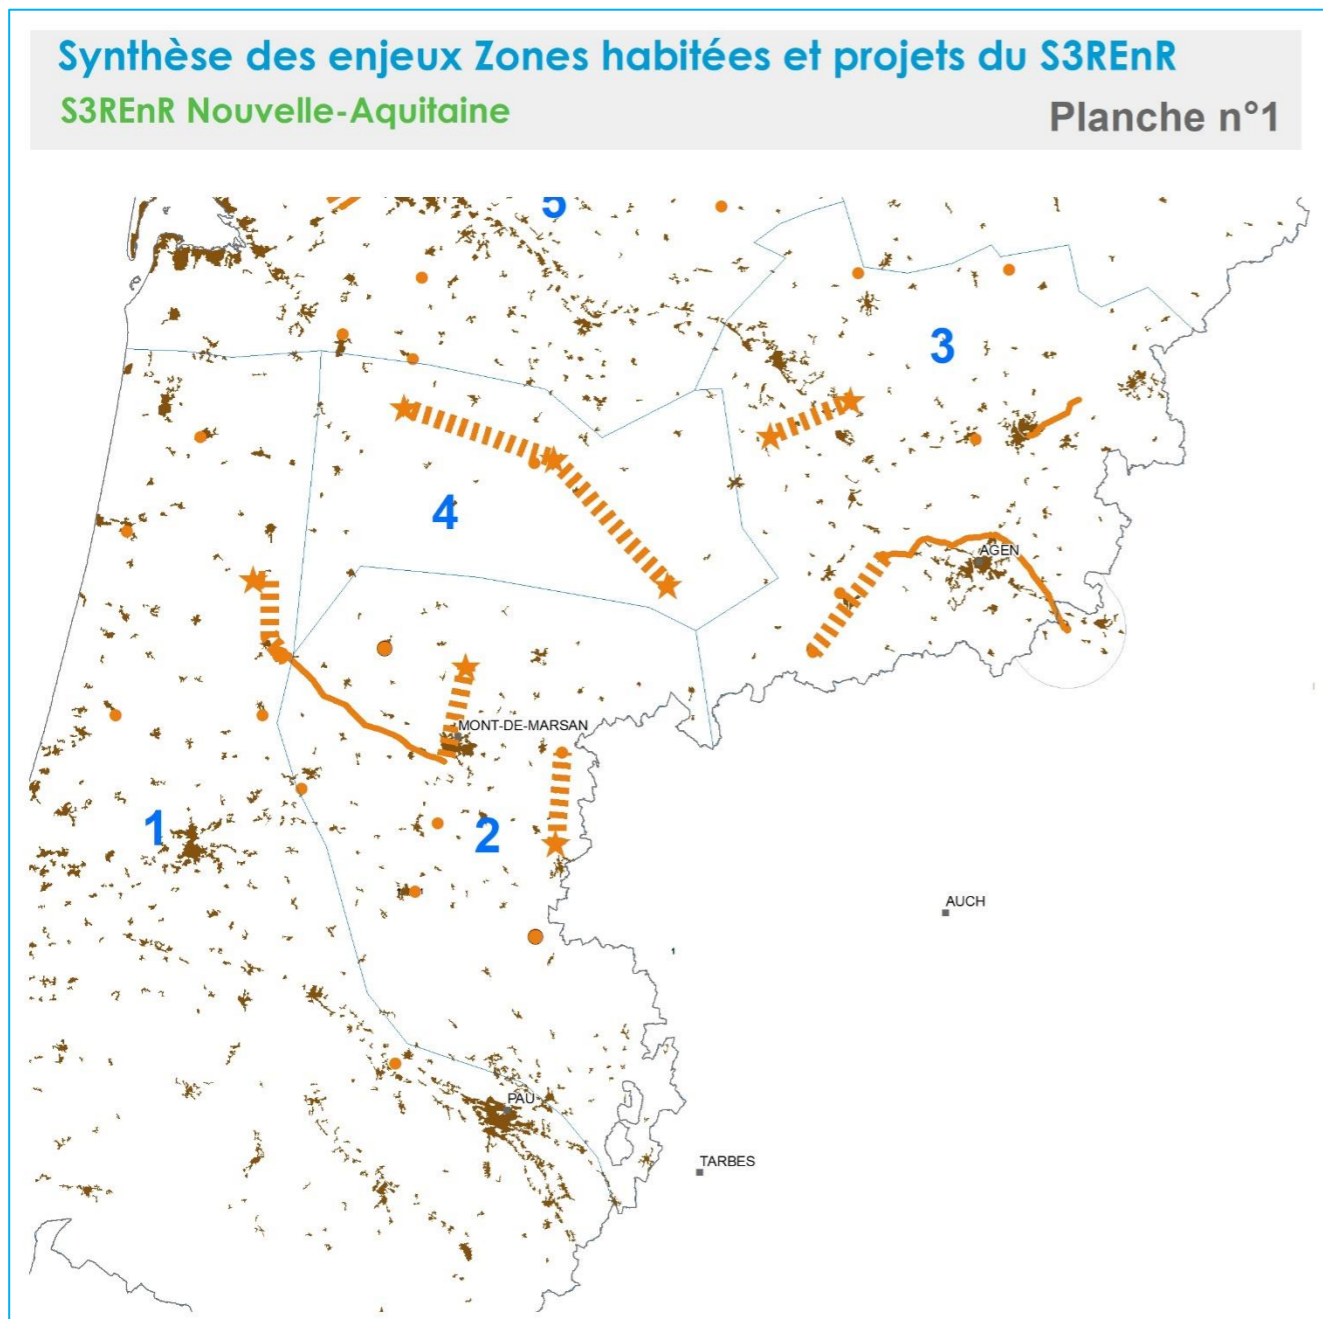 Synthèse des enjeux Zones habitées et projets du S3REnR
S3REnR Nouvelle-Aquitaine
Planche n°1
5
3
4
AGEN
MONT-DE-MARSAN
1
2
AUCH
PAU
TARBES